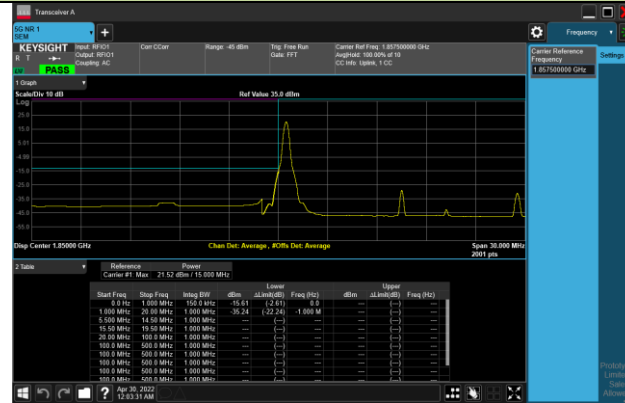 Transceiver A
5G NR 1
SEM
Frequency
KEYSIGHT
R T
PASS
Input: RFIO1
Output: RFIO1
Coupling: AC
Corr CCorr
Range: -45 dBm
Trig: Free Run
Gate: FFT
Carrier Ref Freq: 1.857500000 GHz
Avg|Hold: 100.00% of 10
CC Info: Uplink, 1 CC
Carrier Reference
Frequency
1.857500000 GHz
Settings
1 Graph
Scale/Div 10 dB
Ref Value 35.0 dBm
Log
25.0
15.0
5.01
-4.99
-15.0
-25.0
-35.0
-45.0
-55.0
Disp Center 1.85000 GHz
Chan Det: Average , #Offs Det: Average
Span 30.000 MHz
2001 pts
2 Table
Reference Power
Carrier #1 Max 21.52 dBm / 15.000 MHz
Lower Upper
Start Freq Stop Freq Integ BW dBm ΔLimit(dB) Freq (Hz) dBm ΔLimit(dB) Freq (Hz)
0.0 Hz 1.000 MHz 150.0 kHz -15.61 (-2.61) 0.0 --- (---) ---
1.000 MHz 20.00 MHz 1.000 MHz -35.24 (-22.24) -1.000 M --- (---) ---
5.500 MHz 14.50 MHz 1.000 MHz --- (---) --- --- (---) ---
15.50 MHz 19.50 MHz 1.000 MHz --- (---) --- --- (---) ---
20.00 MHz 100.0 MHz 1.000 MHz --- (---) --- --- (---) ---
100.0 MHz 500.0 MHz 1.000 MHz --- (---) --- --- (---) ---
100.0 MHz 500.0 MHz 1.000 MHz --- (---) --- --- (---) ---
100.0 MHz 500.0 MHz 1.000 MHz --- (---) --- --- (---) ---
100.0 MHz 500.0 MHz 1.000 MHz --- (---) --- --- (---) ---
100.0 MHz 500.0 MHz 1.000 MHz --- (---) --- --- (---) ---
Apr 30, 2022
12:03:31 AM
Prototy
Limite
Sale
Allowe